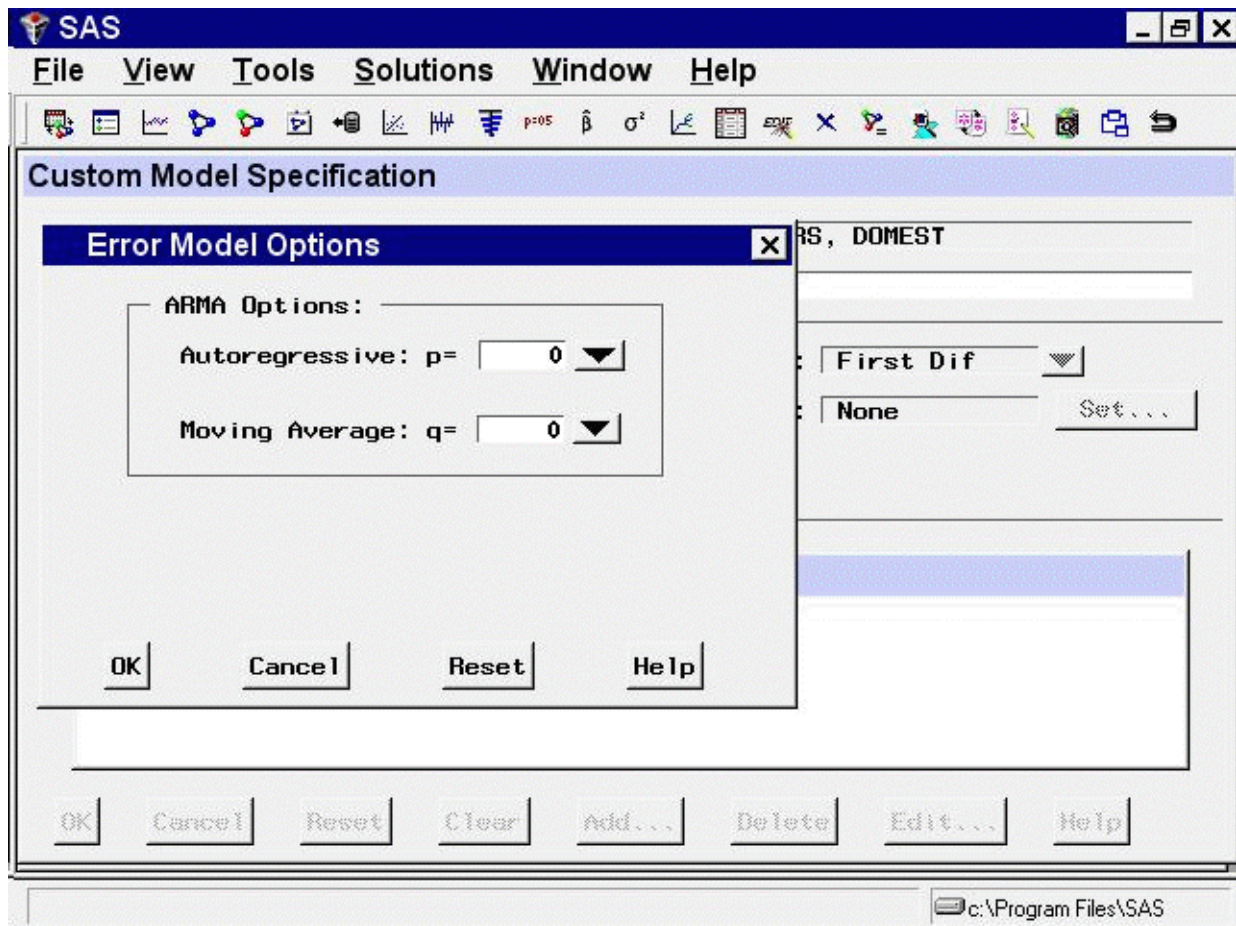 SAS
File View Tools Solutions Window Help
p=05 β̂ σ²
Custom Model Specification
RS, DOMEST
Error Model Options
ARMA Options:
Autoregressive: p= 0
Moving Average: q= 0
: First Dif
: None Set...
OK Cancel Reset Help
OK Cancel Reset Clear Add... Delete Edit... Help
c:\Program Files\SAS